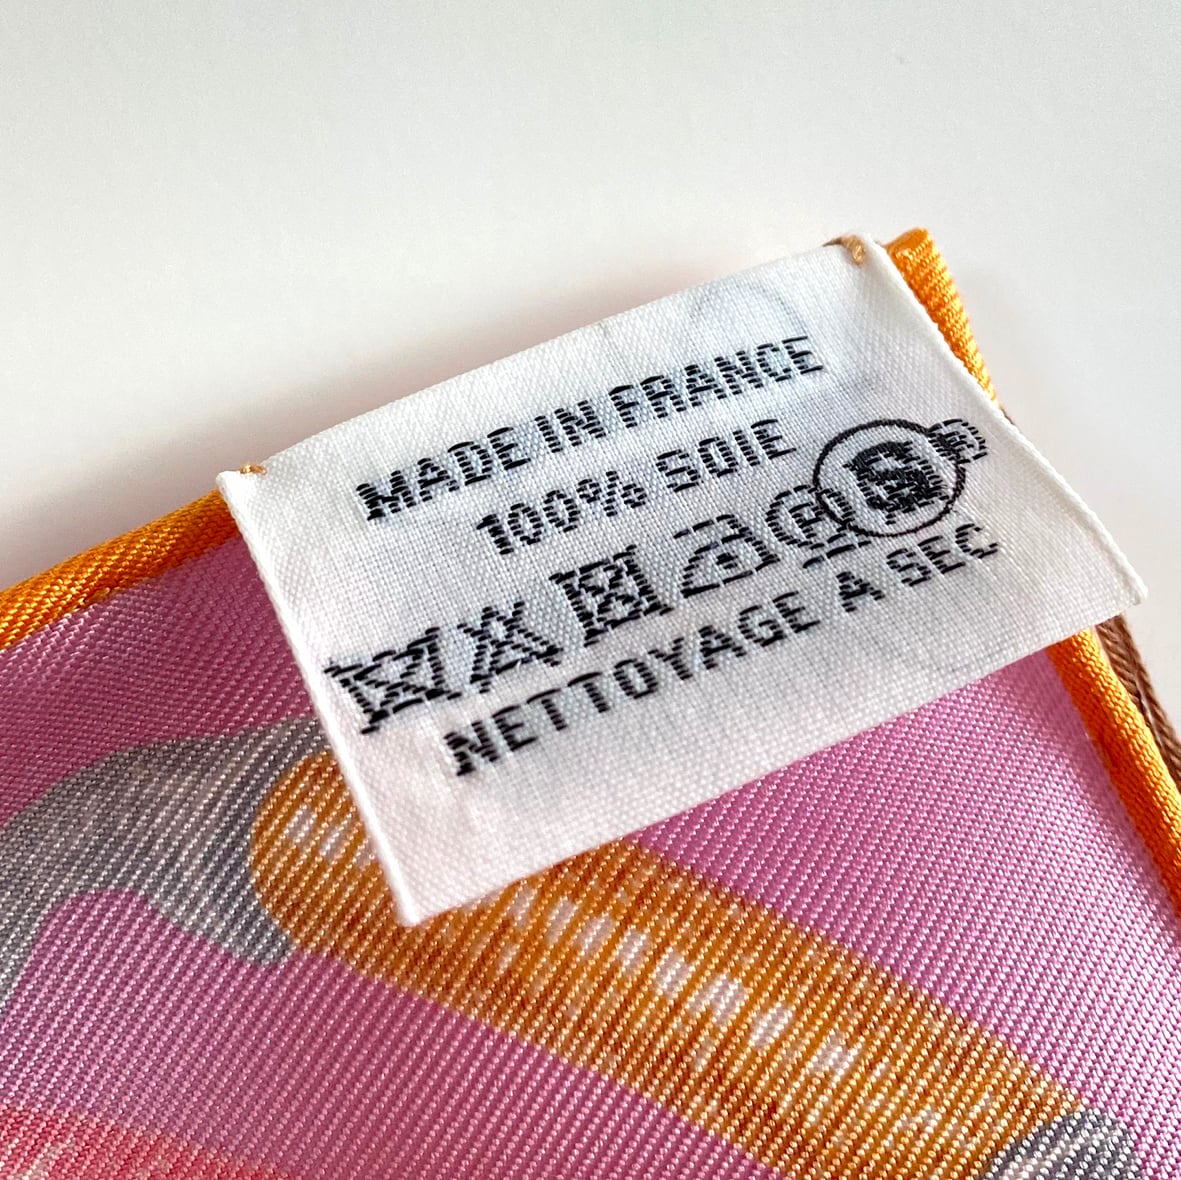 MADE IN FRANCE
100% SOIE
P S
NETTOYAGE A SEC